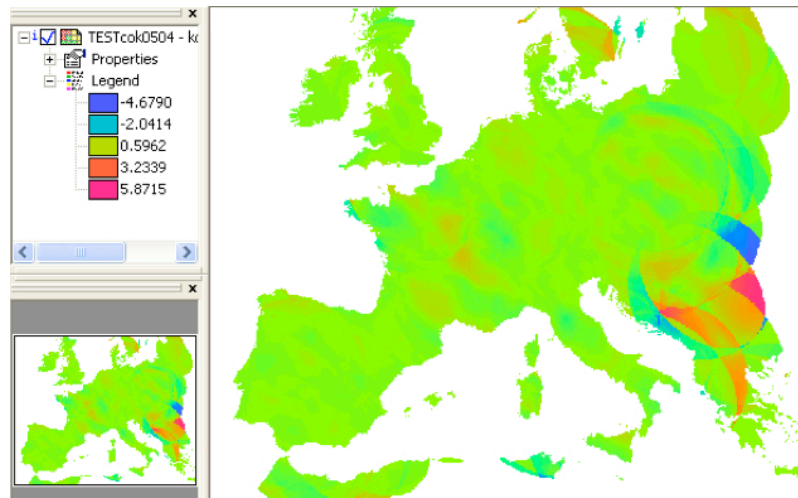 TESTcok0504 - k
Properties
Legend
-4.6790
-2.0414
0.5962
3.2339
5.8715